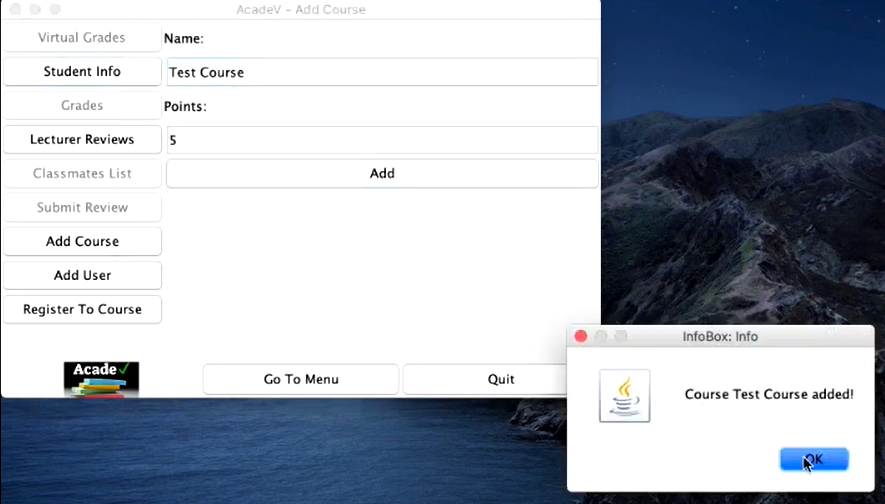 AcadeV - Add Course
Virtual Grades
Name:
Student Info
Test Course
Grades
Points:
Lecturer Reviews
5
Classmates List
Add
Submit Review
Add Course
Add User
Register To Course
Acade
Go To Menu
Quit
InfoBox: Info
Course Test Course added!
OK